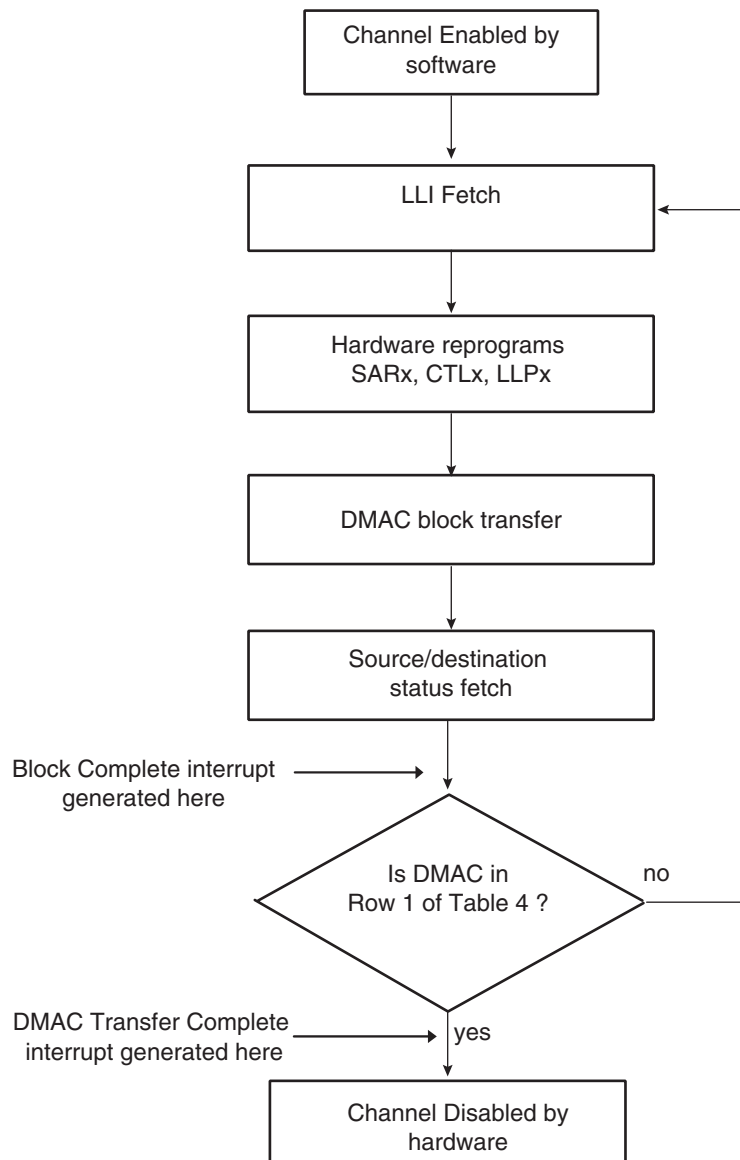 Channel Enabled by
software
LLI Fetch
Hardware reprograms
SARx, CTLx, LLPx
DMAC block transfer
Source/destination
status fetch
Block Complete interrupt
generated here
Is DMAC in
Row 1 of Table 4 ?
no
DMAC Transfer Complete
interrupt generated here
yes
Channel Disabled by
hardware